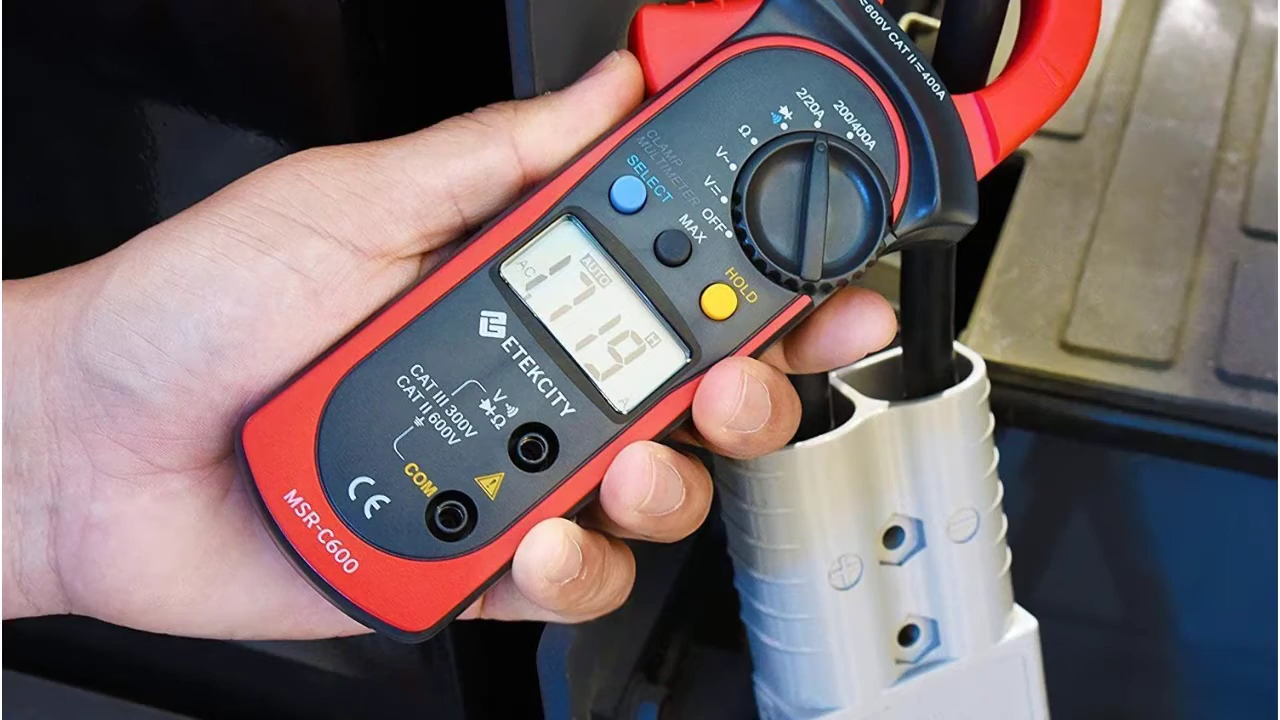 =600V CAT II=400A
2/20A
200/400A
Ω
V~
V=
OFF
CLAMP
MULTIMETER
SELECT
MAX
HOLD
AUTO
AC
1719
H
A
ETEKCITY
CAT III 300V
CAT II 600V
V
Ω
COM
CE
MSR-C600